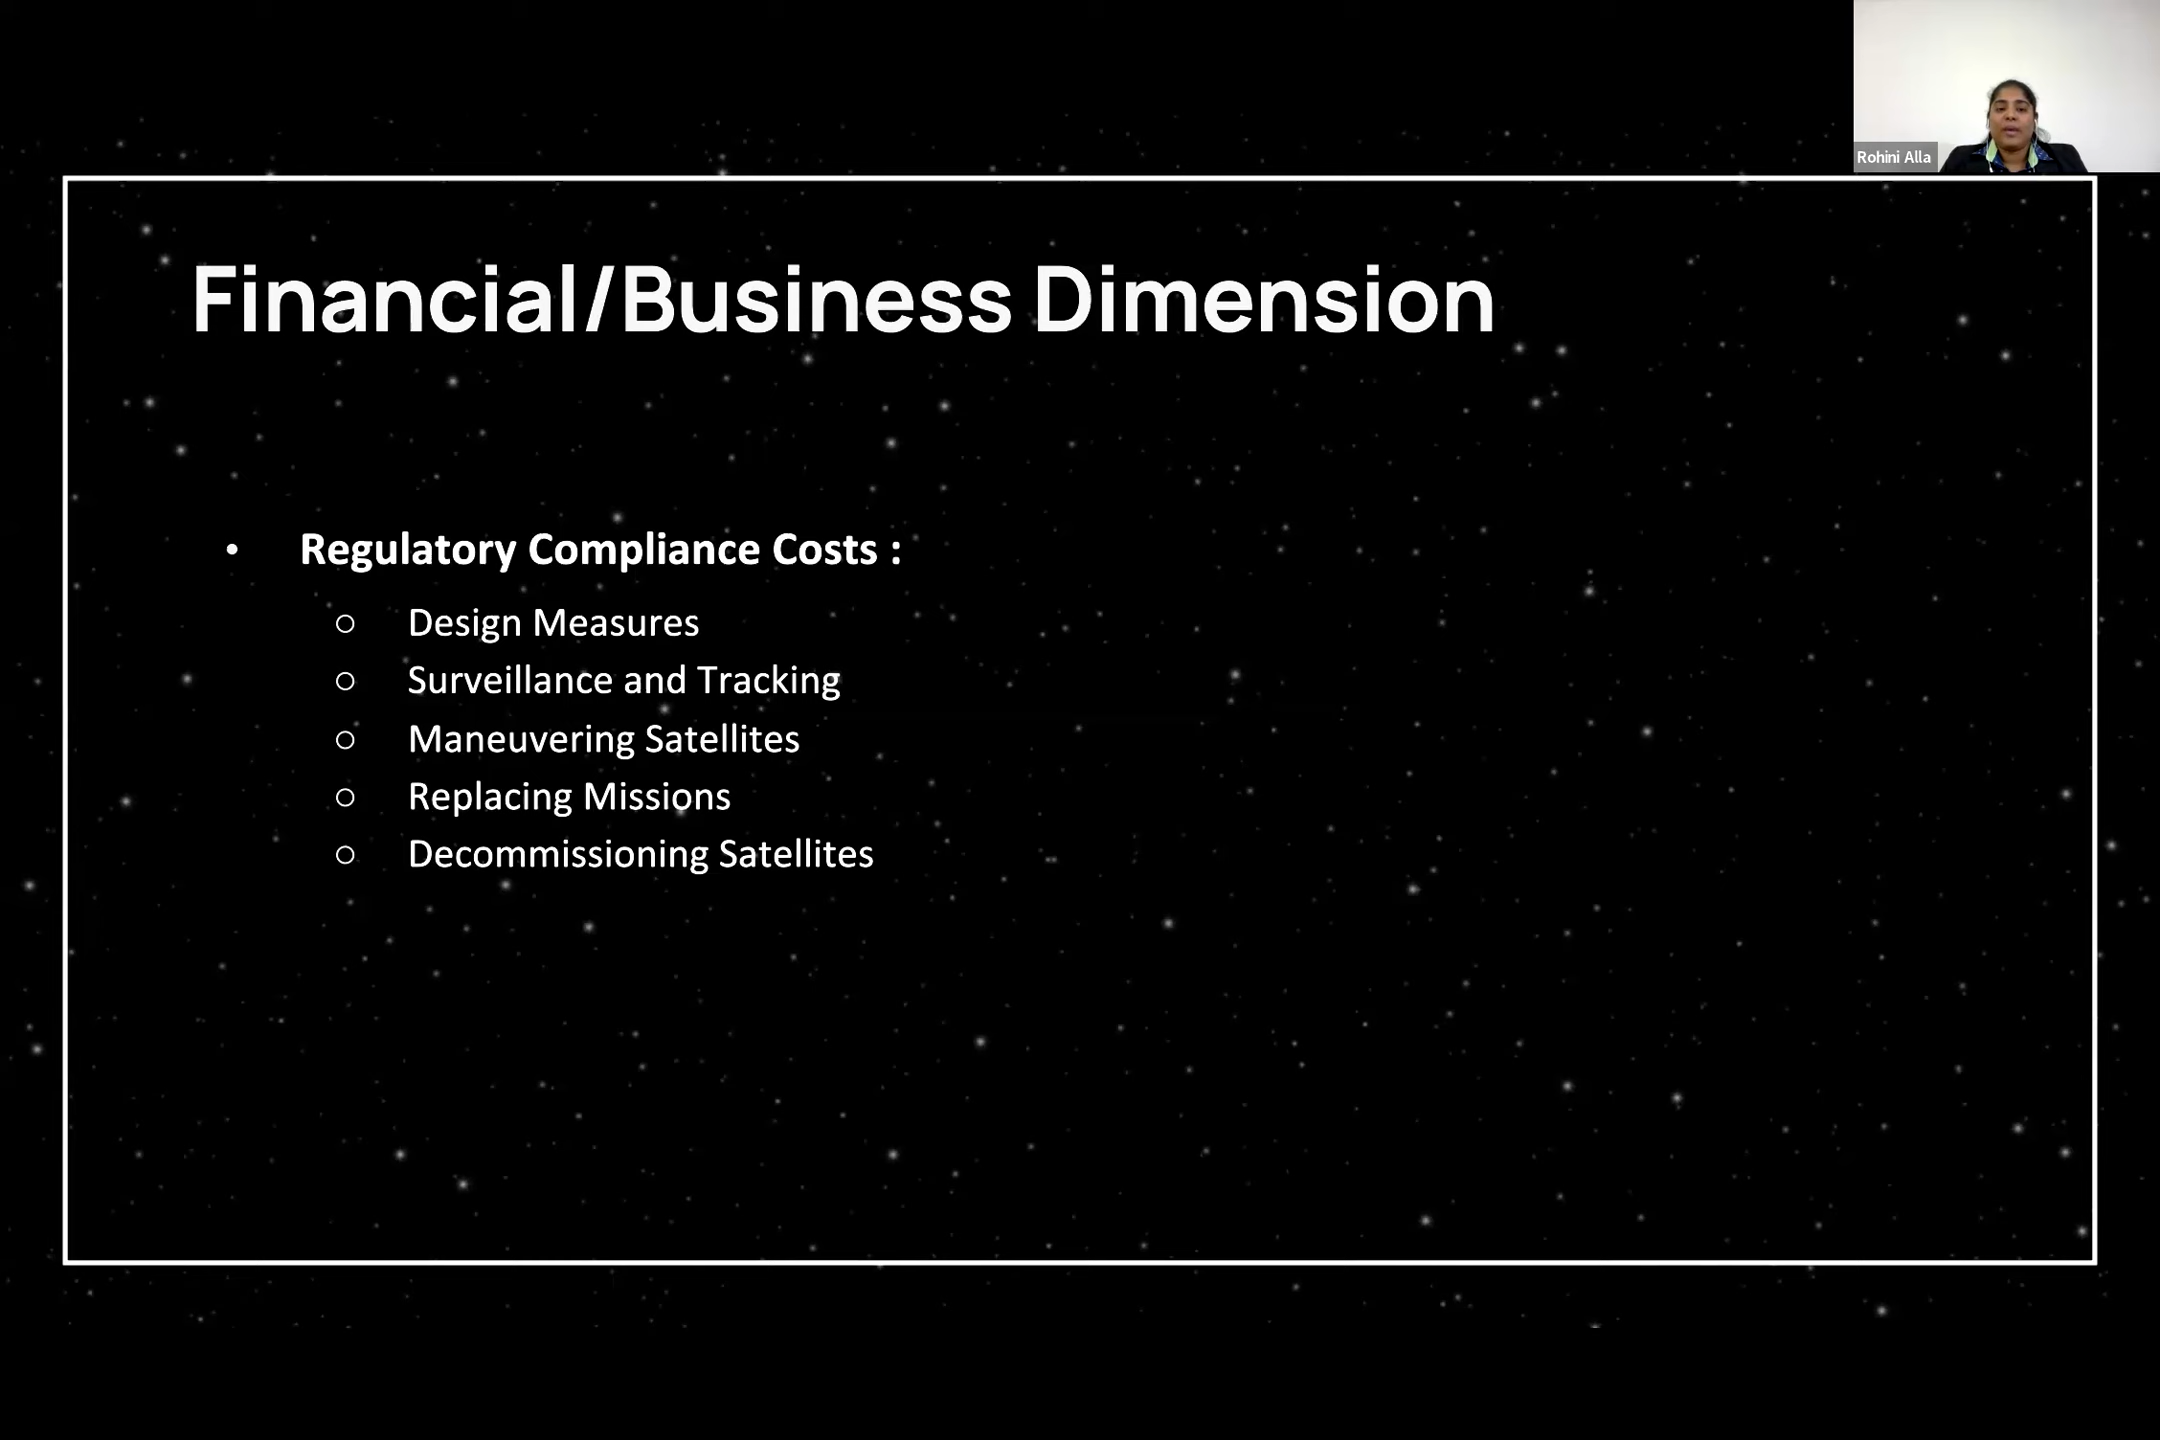 Rohini Alla
Financial/Business Dimension
• Regulatory Compliance Costs :
○ Design Measures
○ Surveillance and Tracking
○ Maneuvering Satellites
○ Replacing Missions
○ Decommissioning Satellites